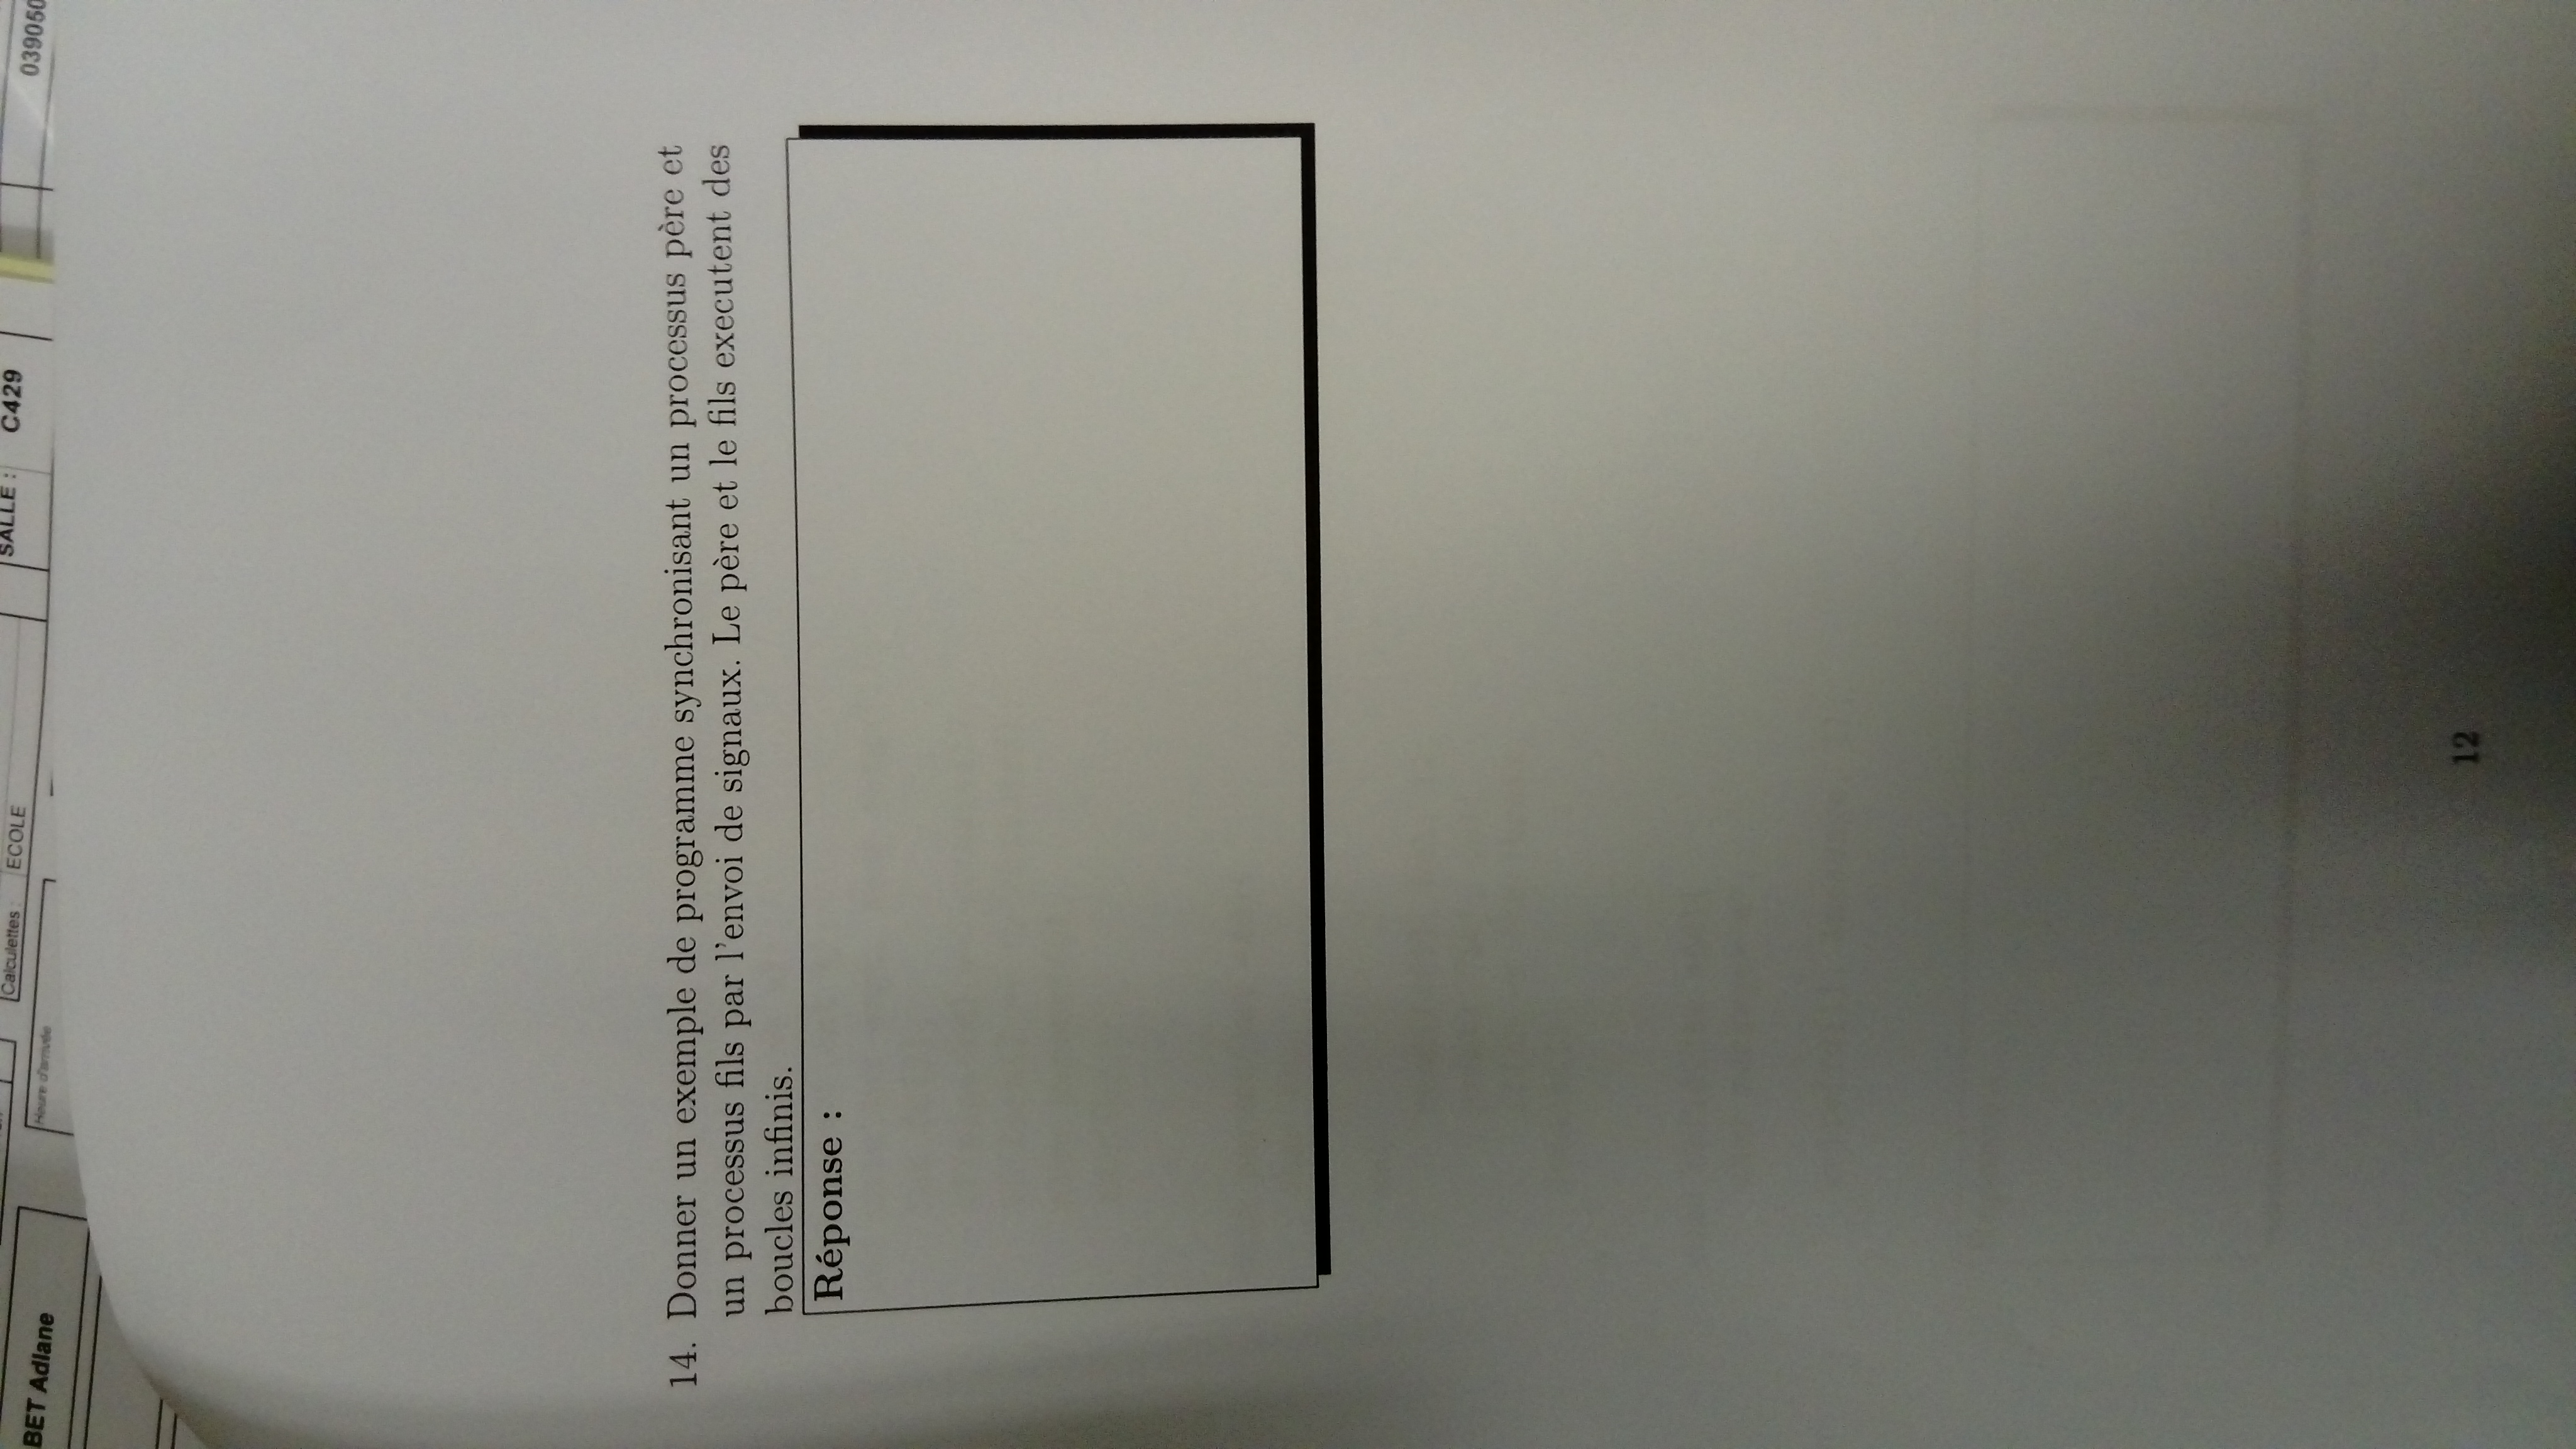 Calculettes
ECOLE
SALLE :
C429
039050
BET Adlane
Heure d'arrivée
14. Donner un exemple de programme synchronisant un processus père et
un processus fils par l'envoi de signaux. Le père et le fils executent des
boucles infinis.
Réponse :
12